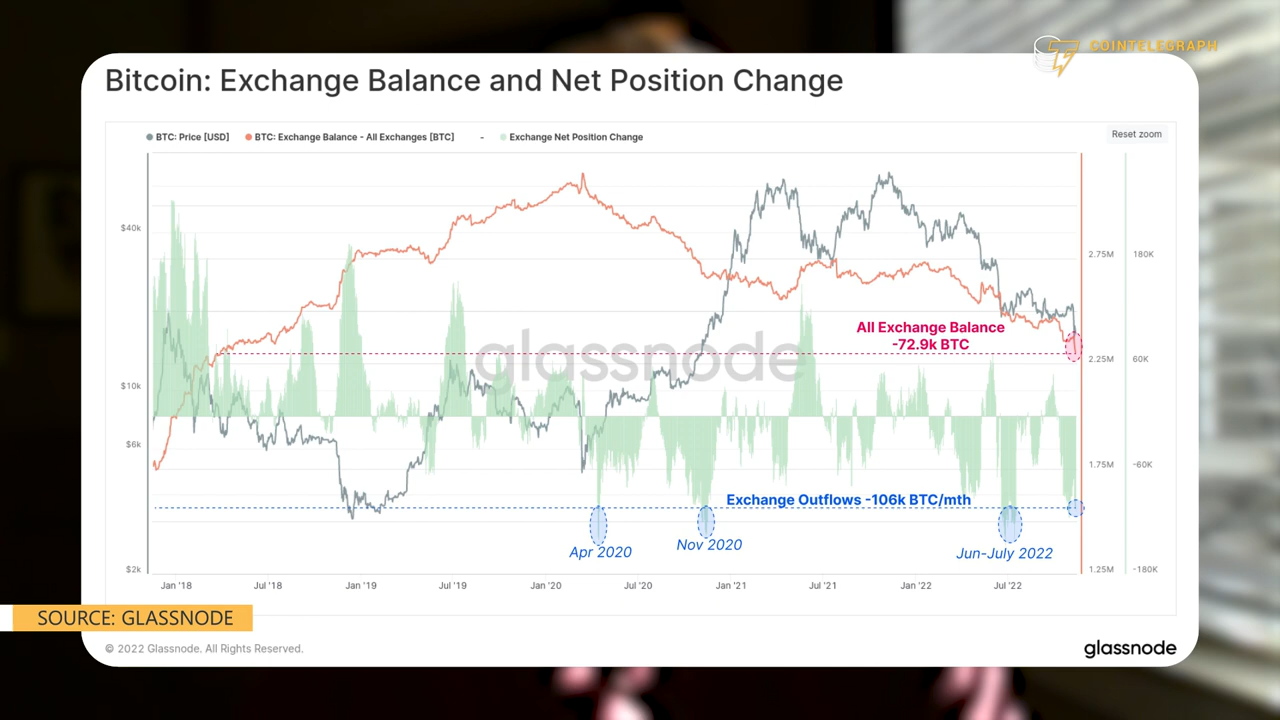 COINTELEGRAPH
Bitcoin: Exchange Balance and Net Position Change
BTC: Price [USD] BTC: Exchange Balance - All Exchanges [BTC] - Exchange Net Position Change
Reset zoom
$40k
$10k
$6k
$2k
2.75M
2.25M
1.75M
1.25M
180K
60K
-60K
-180K
glassnode
All Exchange Balance
-72.9k BTC
Exchange Outflows -106k BTC/mth
Apr 2020
Nov 2020
Jun-July 2022
Jan '18 Jul '18 Jan '19 Jul '19 Jan '20 Jul '20 Jan '21 Jul '21 Jan '22 Jul '22
SOURCE: GLASSNODE
© 2022 Glassnode. All Rights Reserved.
glassnode